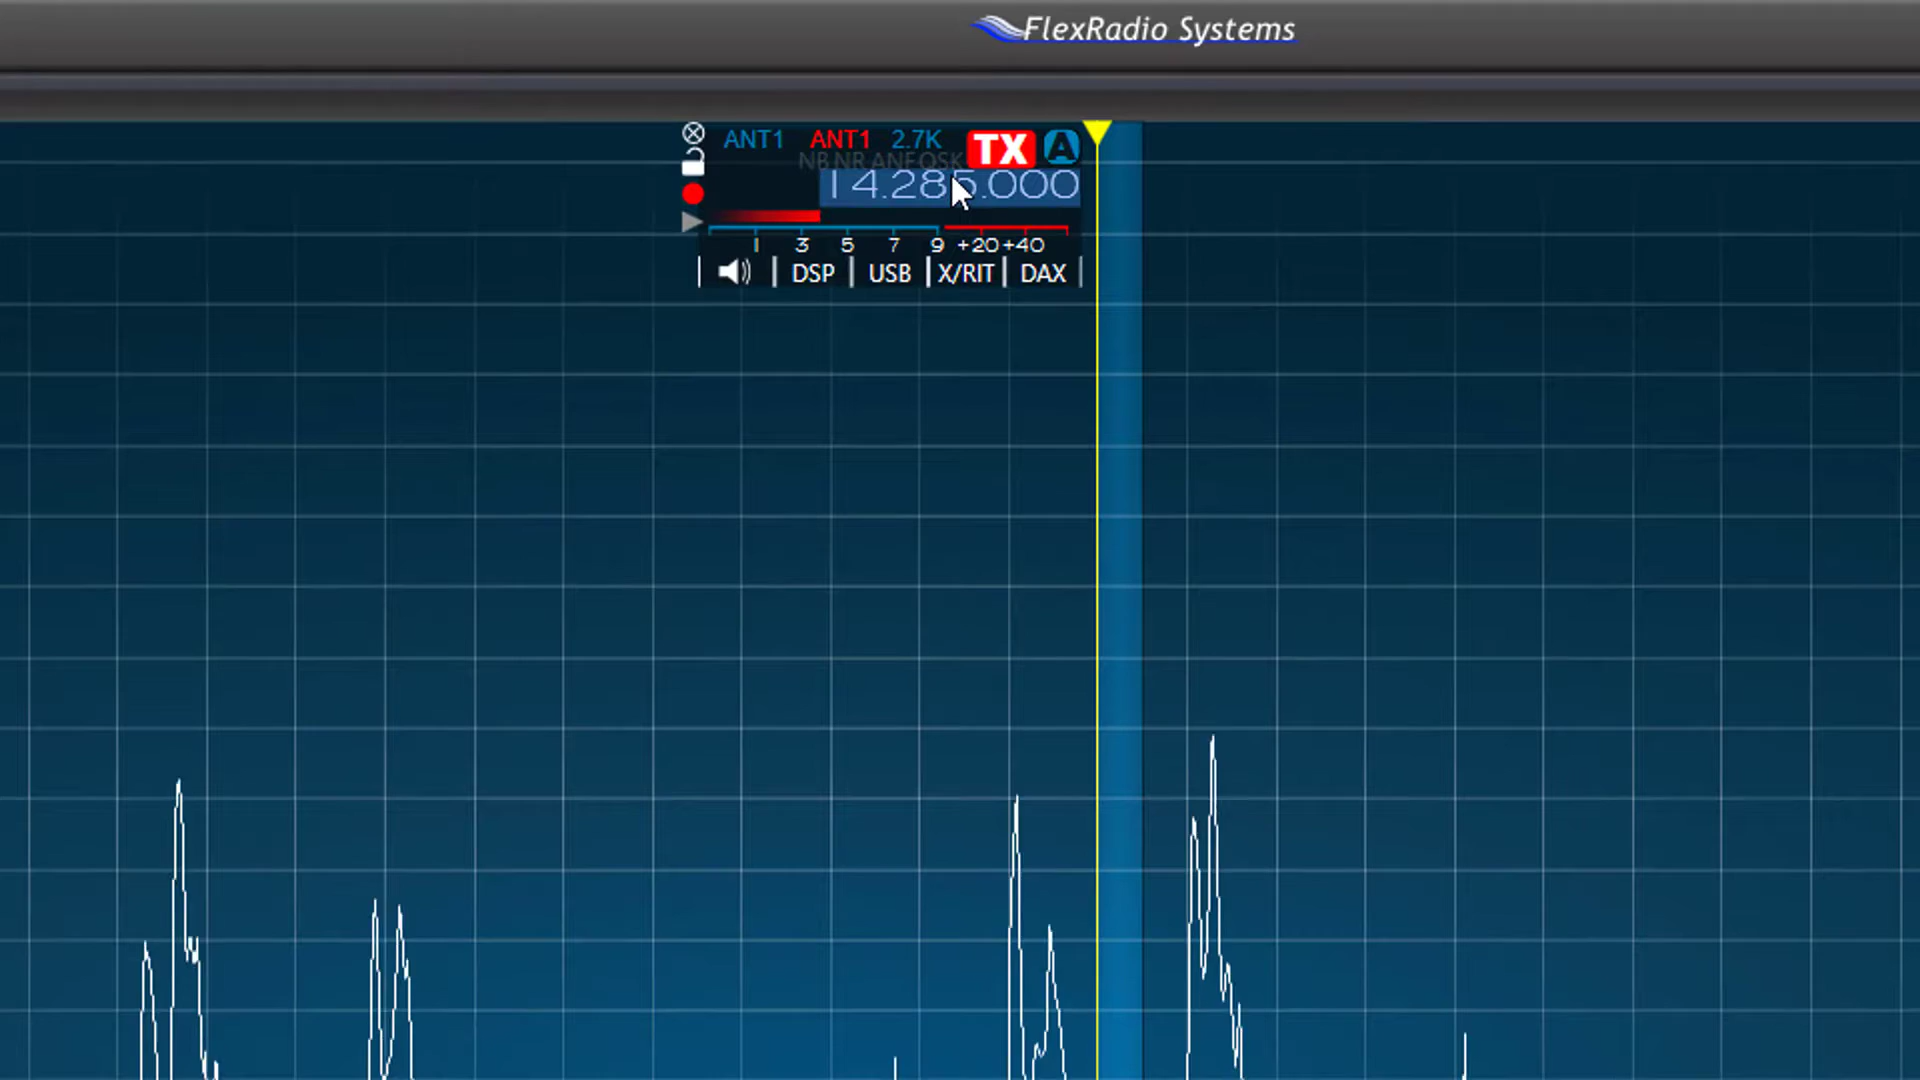 FlexRadio Systems
ANT1 ANT1 2.7K TX A
NB NR ANF QSK
14.285.000
1 3 5 7 9 +20 +40
DSP USB X/RIT DAX